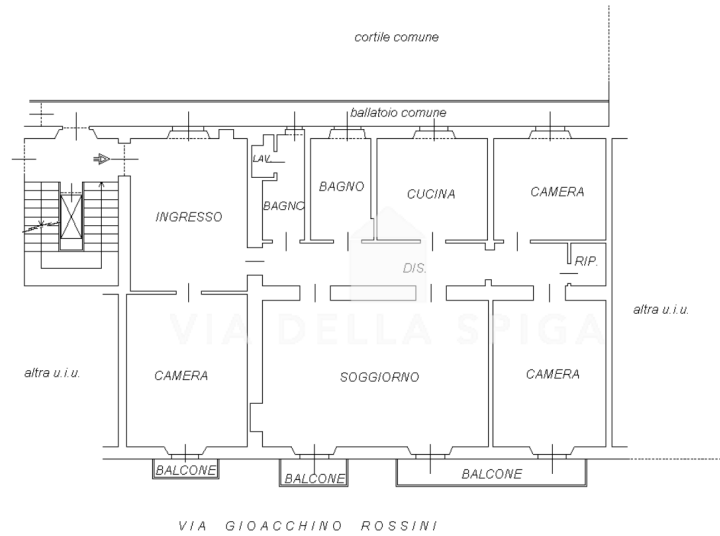 cortile comune
ballatoio comune
LAV.
BAGNO
BAGNO
CUCINA
CAMERA
INGRESSO
DIS.
RIP.
altra u.i.u.
VIA DELLA SPIGA
altra u.i.u.
CAMERA
SOGGIORNO
CAMERA
BALCONE
BALCONE
BALCONE
VIA GIOACCHINO ROSSINI